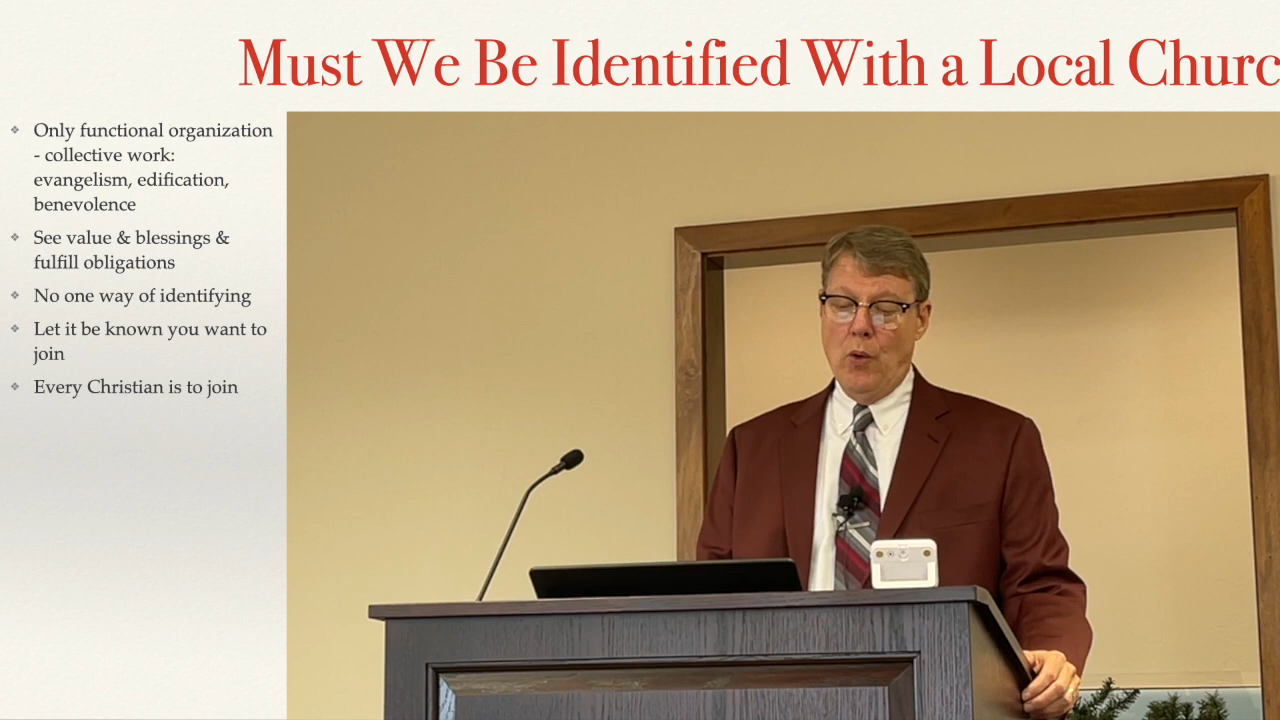 Must We Be Identified With a Local Churc
Only functional organization
- collective work:
evangelism, edification,
benevolence
See value & blessings &
fulfill obligations
No one way of identifying
Let it be known you want to
join
Every Christian is to join